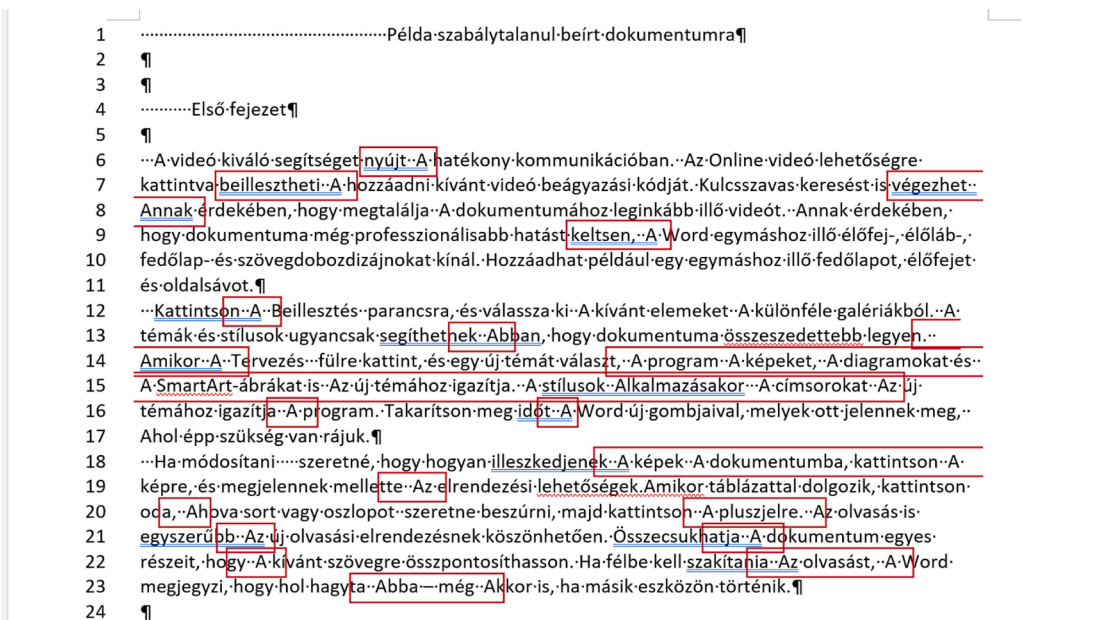 1 ················································Példa·szabálytalanul·beírt·dokumentumra¶
2 ¶
3 ¶
4 ··········Első·fejezet¶
5 ¶
6 ···A·videó·kiváló·segítséget·nyújt··A·hatékony·kommunikációban.··Az·Online·videó·lehetőségre·
7 kattintva·beillesztheti··A·hozzáadni·kívánt·videó·beágyazási·kódját.·Kulcsszavas·keresést·is·végezhet··
8 Annak·érdekében,·hogy·megtalálja··A·dokumentumához·leginkább·illő·videót.··Annak·érdekében,·
9 hogy·dokumentuma·még·professzionálisabb·hatást·keltsen,··A·Word·egymáshoz·illő·élőfej-,·élőláb-,·
10 fedőlap-·és·szövegdobozdizájnokat·kínál.·Hozzáadhat·például·egy·egymáshoz·illő·fedőlapot,·élőfejet·
11 és·oldalsávot.¶
12 ···Kattintson··A··Beillesztés··parancsra,·és·válassza·ki··A·kívánt·elemeket··A·különféle·galériákból.··A·
13 témák·és·stílusok·ugyancsak·segíthetnek··Abban,·hogy·dokumentuma·összeszedettebb·legyen.··
14 Amikor··A··Tervezés··fülre·kattint,·és·egy·új·témát·választ,··A·program··A·képeket,··A·diagramokat·és··
15 A·SmartArt-ábrákat·is··Az·új·témához·igazítja.··A·stílusok··Alkalmazásakor···A·címsorokat··Az·új·
16 témához·igazítja··A·program.·Takarítson·meg·időt··A·Word·új·gombjaival,·melyek·ott·jelennek·meg,··
17 Ahol·épp·szükség·van·rájuk.¶
18 ···Ha·módosítani·····szeretné,·hogy·hogyan·illeszkedjenek··A·képek··A·dokumentumba,·kattintson··A·
19 képre,·és·megjelennek·mellette··Az·elrendezési·lehetőségek.Amikor·táblázattal·dolgozik,·kattintson·
20 oda,··Ahova·sort·vagy·oszlopot··szeretne·beszúrni,·majd·kattintson··A·pluszjelre.··Az·olvasás·is·
21 egyszerűbb··Az·új·olvasási·elrendezésnek·köszönhetően.·Összecsukhatja··A·dokumentum·egyes·
22 részeit,·hogy··A·kívánt·szövegre·összpontosíthasson.·Ha·félbe·kell·szakítania··Az·olvasást,··A·Word·
23 megjegyzi,·hogy·hol·hagyta··Abba·–·még··Akkor·is,·ha·másik·eszközön·történik.¶
24 ¶